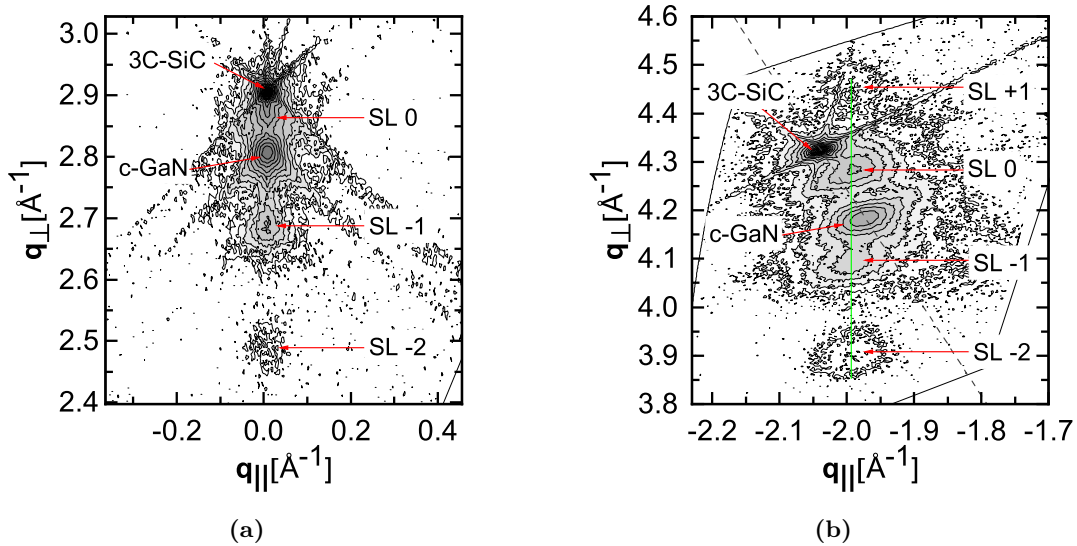 3.0
2.9
2.8
2.7
2.6
2.5
2.4
q⊥[Å⁻¹]
3C-SiC
SL 0
c-GaN
SL -1
SL -2
-0.2
0.0
0.2
0.4
q||[Å⁻¹]
(a)
4.6
4.5
4.4
4.3
4.2
4.1
4.0
3.9
3.8
q⊥[Å⁻¹]
SL +1
3C-SiC
SL 0
c-GaN
SL -1
SL -2
-2.2
-2.1
-2.0
-1.9
-1.8
-1.7
q||[Å⁻¹]
(b)